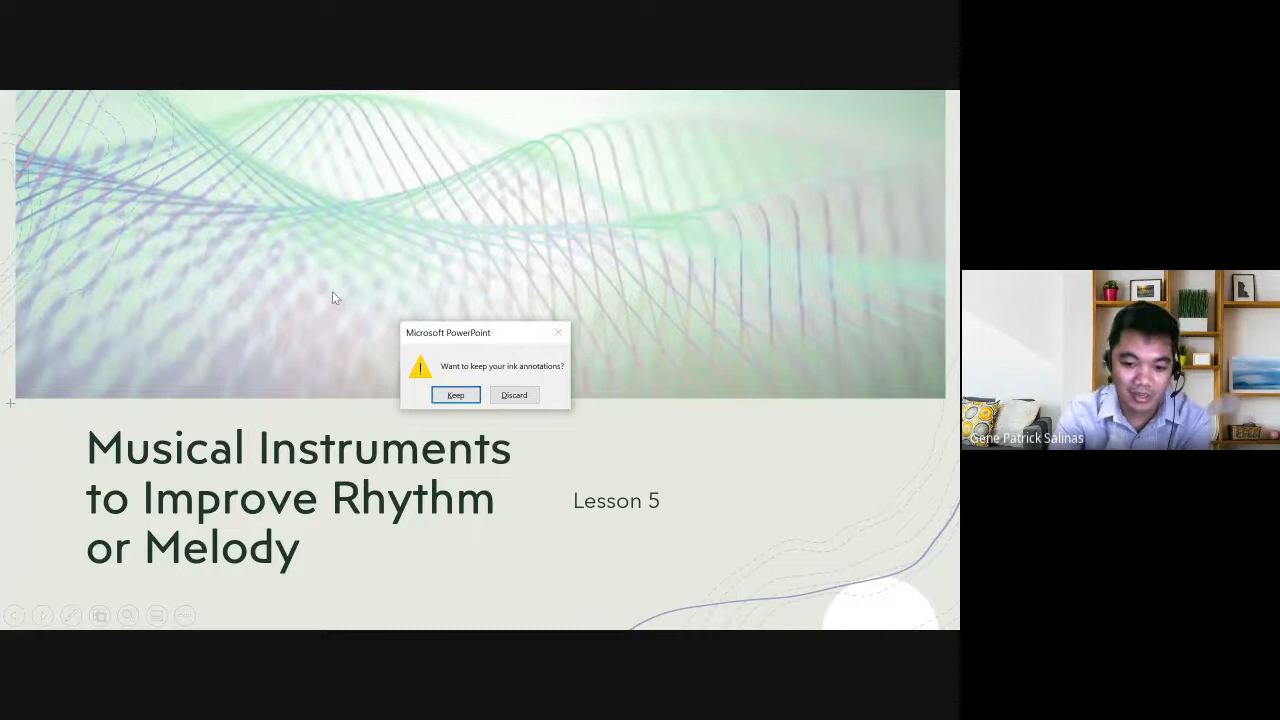 Microsoft PowerPoint
Want to keep your ink annotations?
Keep
Discard
Musical Instruments
to Improve Rhythm
or Melody
Lesson 5
Gene Patrick Salinas